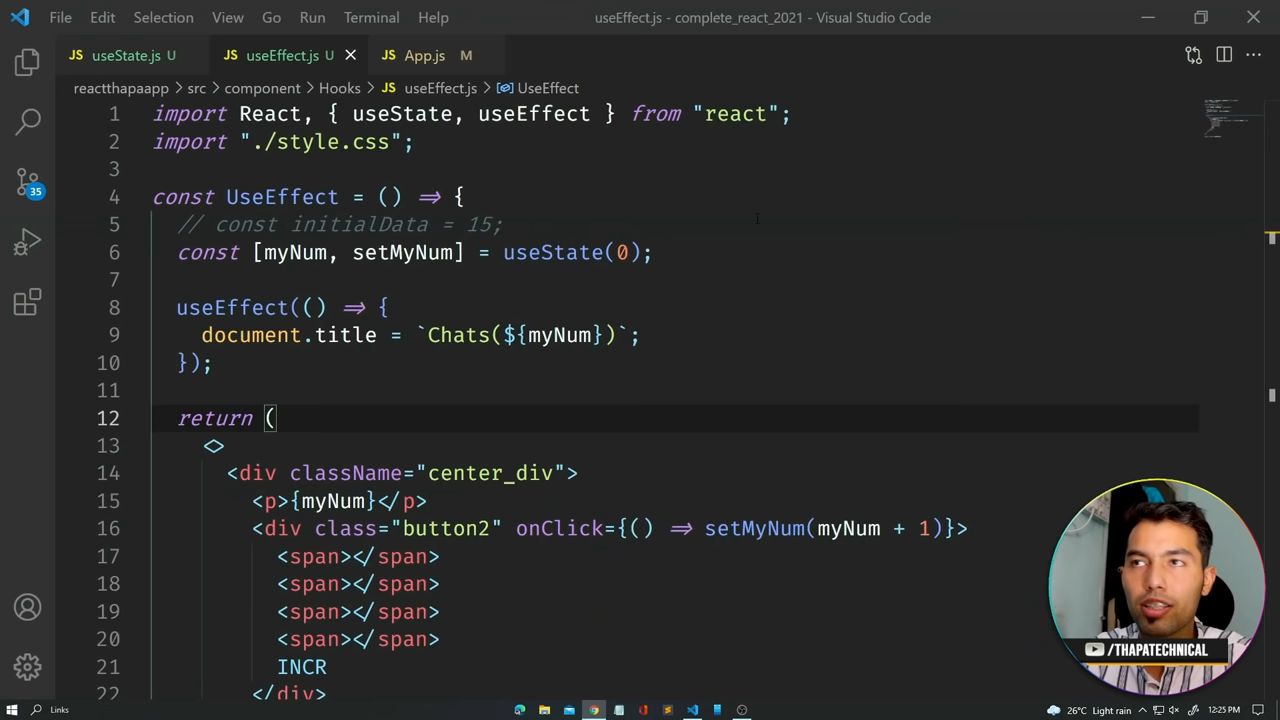 File Edit Selection View Go Run Terminal Help useEffect.js - complete_react_2021 - Visual Studio Code
JS useState.js U JS useEffect.js U JS App.js M
reactthapaapp > src > component > Hooks > JS useEffect.js > UseEffect
1 import React, { useState, useEffect } from "react";
2 import "./style.css";
3
4 const UseEffect = () => {
5 // const initialData = 15;
6 const [myNum, setMyNum] = useState(0);
7
8 useEffect(() => {
9 document.title = `Chats(${myNum})`;
10 });
11
12 return (
13 <>
14 <div className="center_div">
15 <p>{myNum}</p>
16 <div class="button2" onClick={() => setMyNum(myNum + 1)}>
17 <span></span>
18 <span></span>
19 <span></span>
20 <span></span>
21 INCR
22 </div>
35
/THAPATECHNICAL
Links 26°C Light rain 12:25 PM